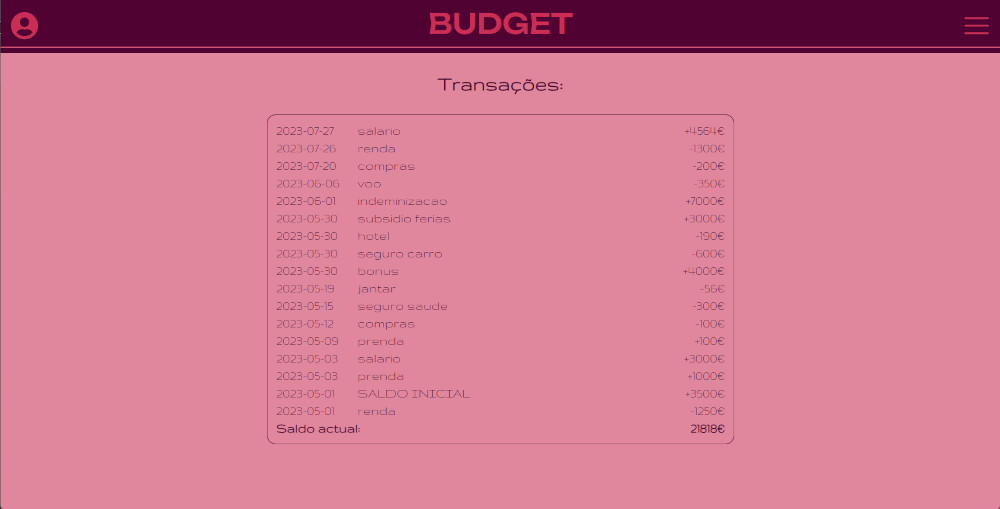 BUDGET
Transações:
2023-07-27 salario +4564€
2023-07-26 renda -1300€
2023-07-20 compras -200€
2023-06-06 voo -350€
2023-06-01 indeminizacao +7000€
2023-05-30 subsidio ferias +3000€
2023-05-30 hotel -190€
2023-05-30 seguro carro -600€
2023-05-30 bonus +4000€
2023-05-19 jantar -56€
2023-05-15 seguro saude -300€
2023-05-12 compras -100€
2023-05-09 prenda +100€
2023-05-03 salario +3000€
2023-05-03 prenda +1000€
2023-05-01 SALDO INICIAL +3500€
2023-05-01 renda -1250€
Saldo actual: 21818€